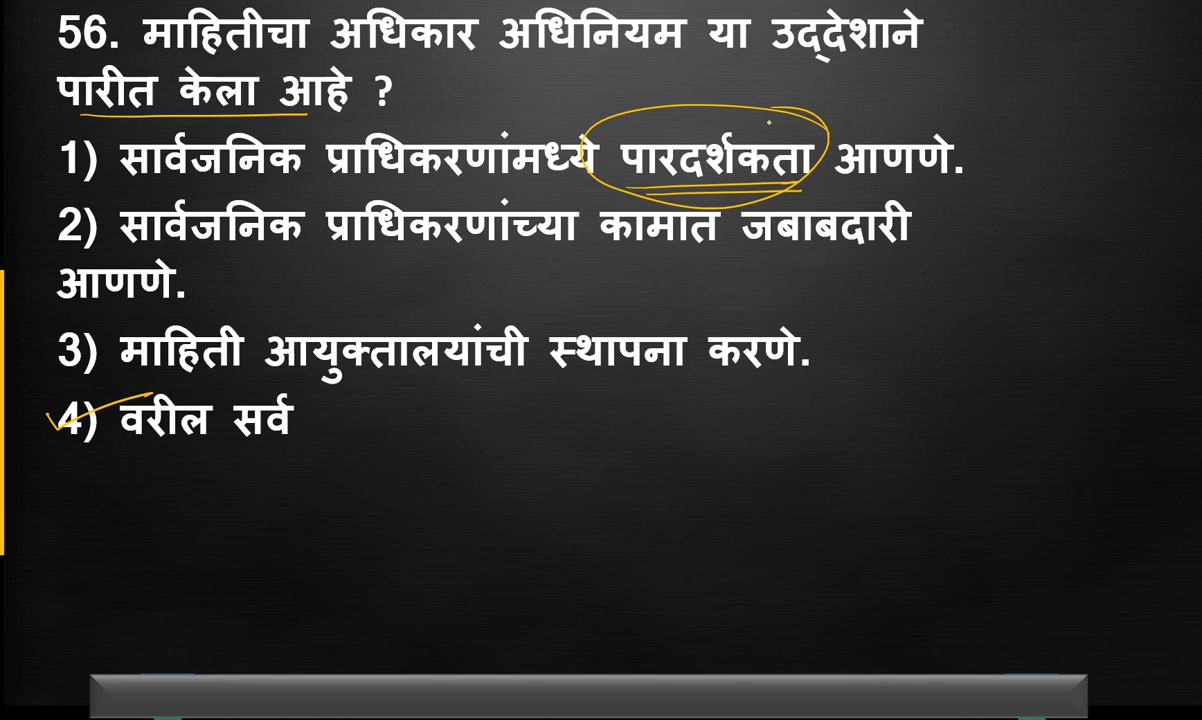 56. माहितीचा अधिकार अधिनियम या उद्‌देशाने
पारीत केला आहे ?
1) सार्वजनिक प्राधिकरणांमध्ये पारदर्शकता आणणे.
2) सार्वजनिक प्राधिकरणांच्या कामात जबाबदारी
आणणे.
3) माहिती आयुक्तालयांची स्थापना करणे.
4) वरील सर्व